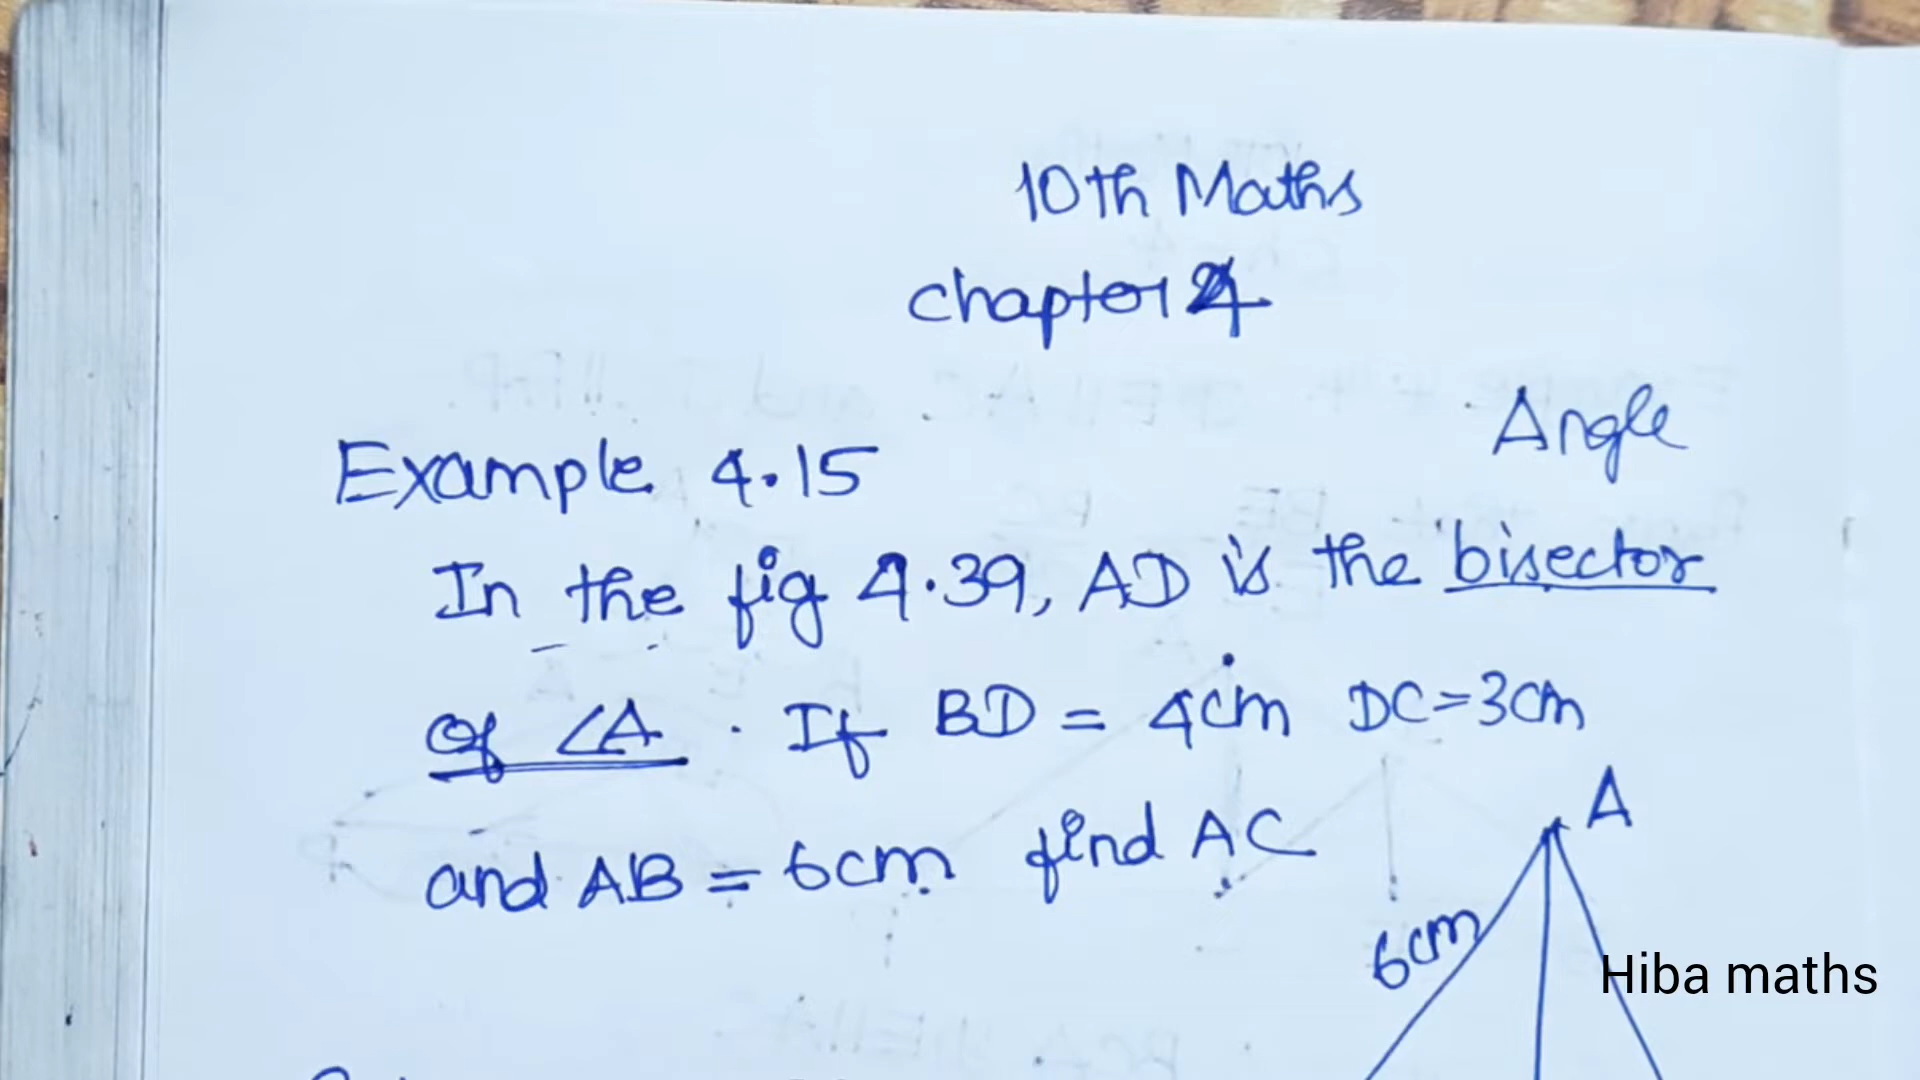 10th Maths
Chapter 4
Angle
Example 4.15
In the fig 4.39, AD is the bisector
of ∠A. If BD = 4cm DC=3cm
and AB = 6cm find AC
A
6cm
Hiba maths